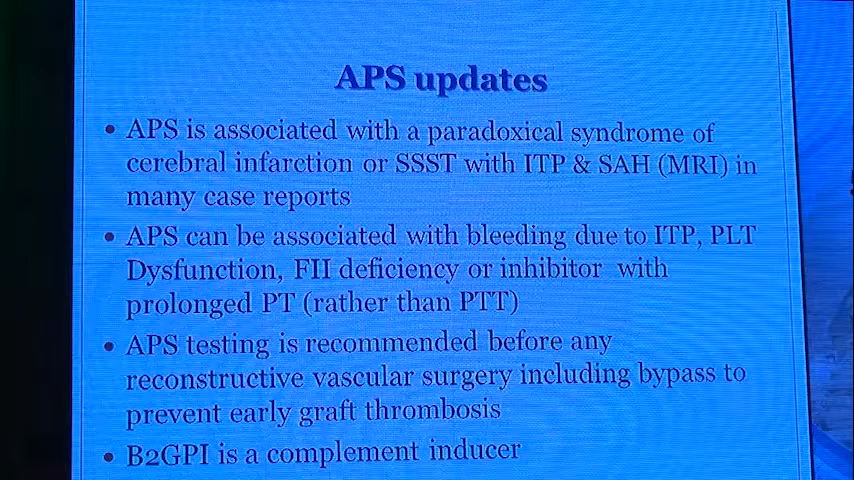 APS updates
• APS is associated with a paradoxical syndrome of
cerebral infarction or SSST with ITP & SAH (MRI) in
many case reports
• APS can be associated with bleeding due to ITP, PLT
Dysfunction, FII deficiency or inhibitor with
prolonged PT (rather than PTT)
• APS testing is recommended before any
reconstructive vascular surgery including bypass to
prevent early graft thrombosis
• B2GPI is a complement inducer